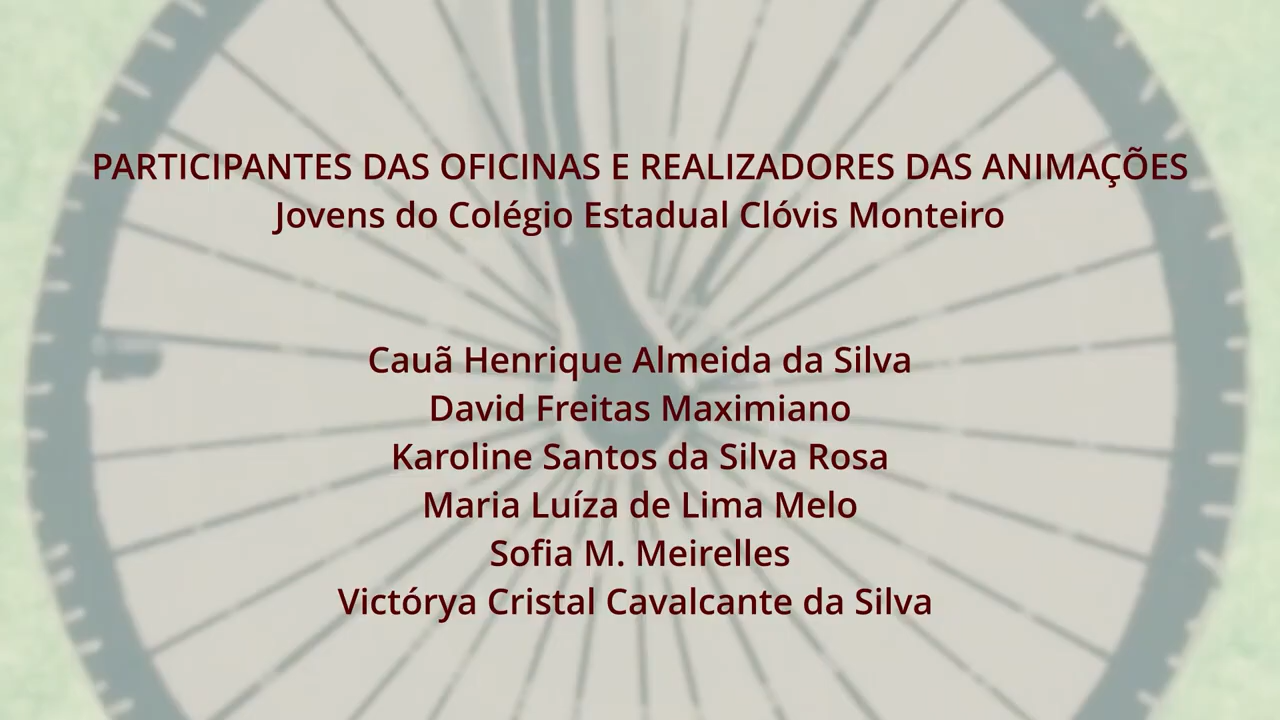 PARTICIPANTES DAS OFICINAS E REALIZADORES DAS ANIMAÇÕES
Jovens do Colégio Estadual Clóvis Monteiro
Cauã Henrique Almeida da Silva
David Freitas Maximiano
Karoline Santos da Silva Rosa
Maria Luíza de Lima Melo
Sofia M. Meirelles
Victórya Cristal Cavalcante da Silva